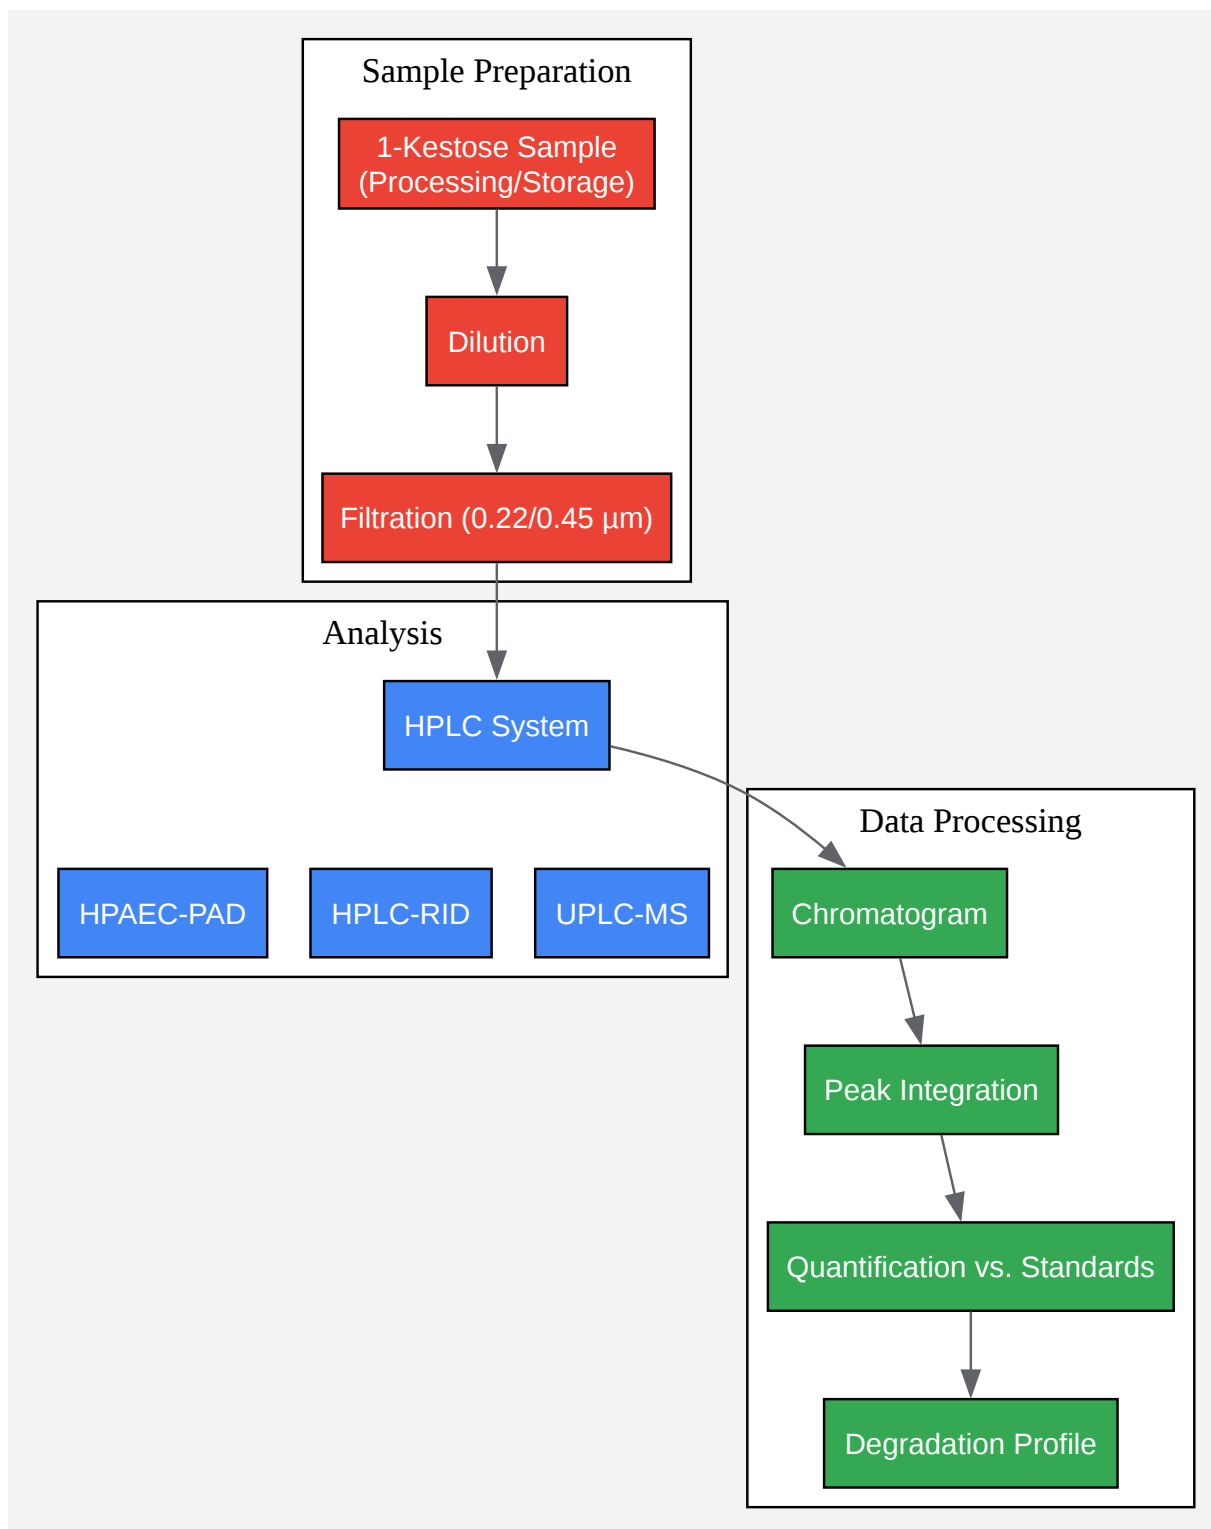 Sample Preparation
1-Kestose Sample
(Processing/Storage)
Dilution
Filtration (0.22/0.45 µm)
Analysis
HPLC System
HPAEC-PAD
HPLC-RID
UPLC-MS
Data Processing
Chromatogram
Peak Integration
Quantification vs. Standards
Degradation Profile